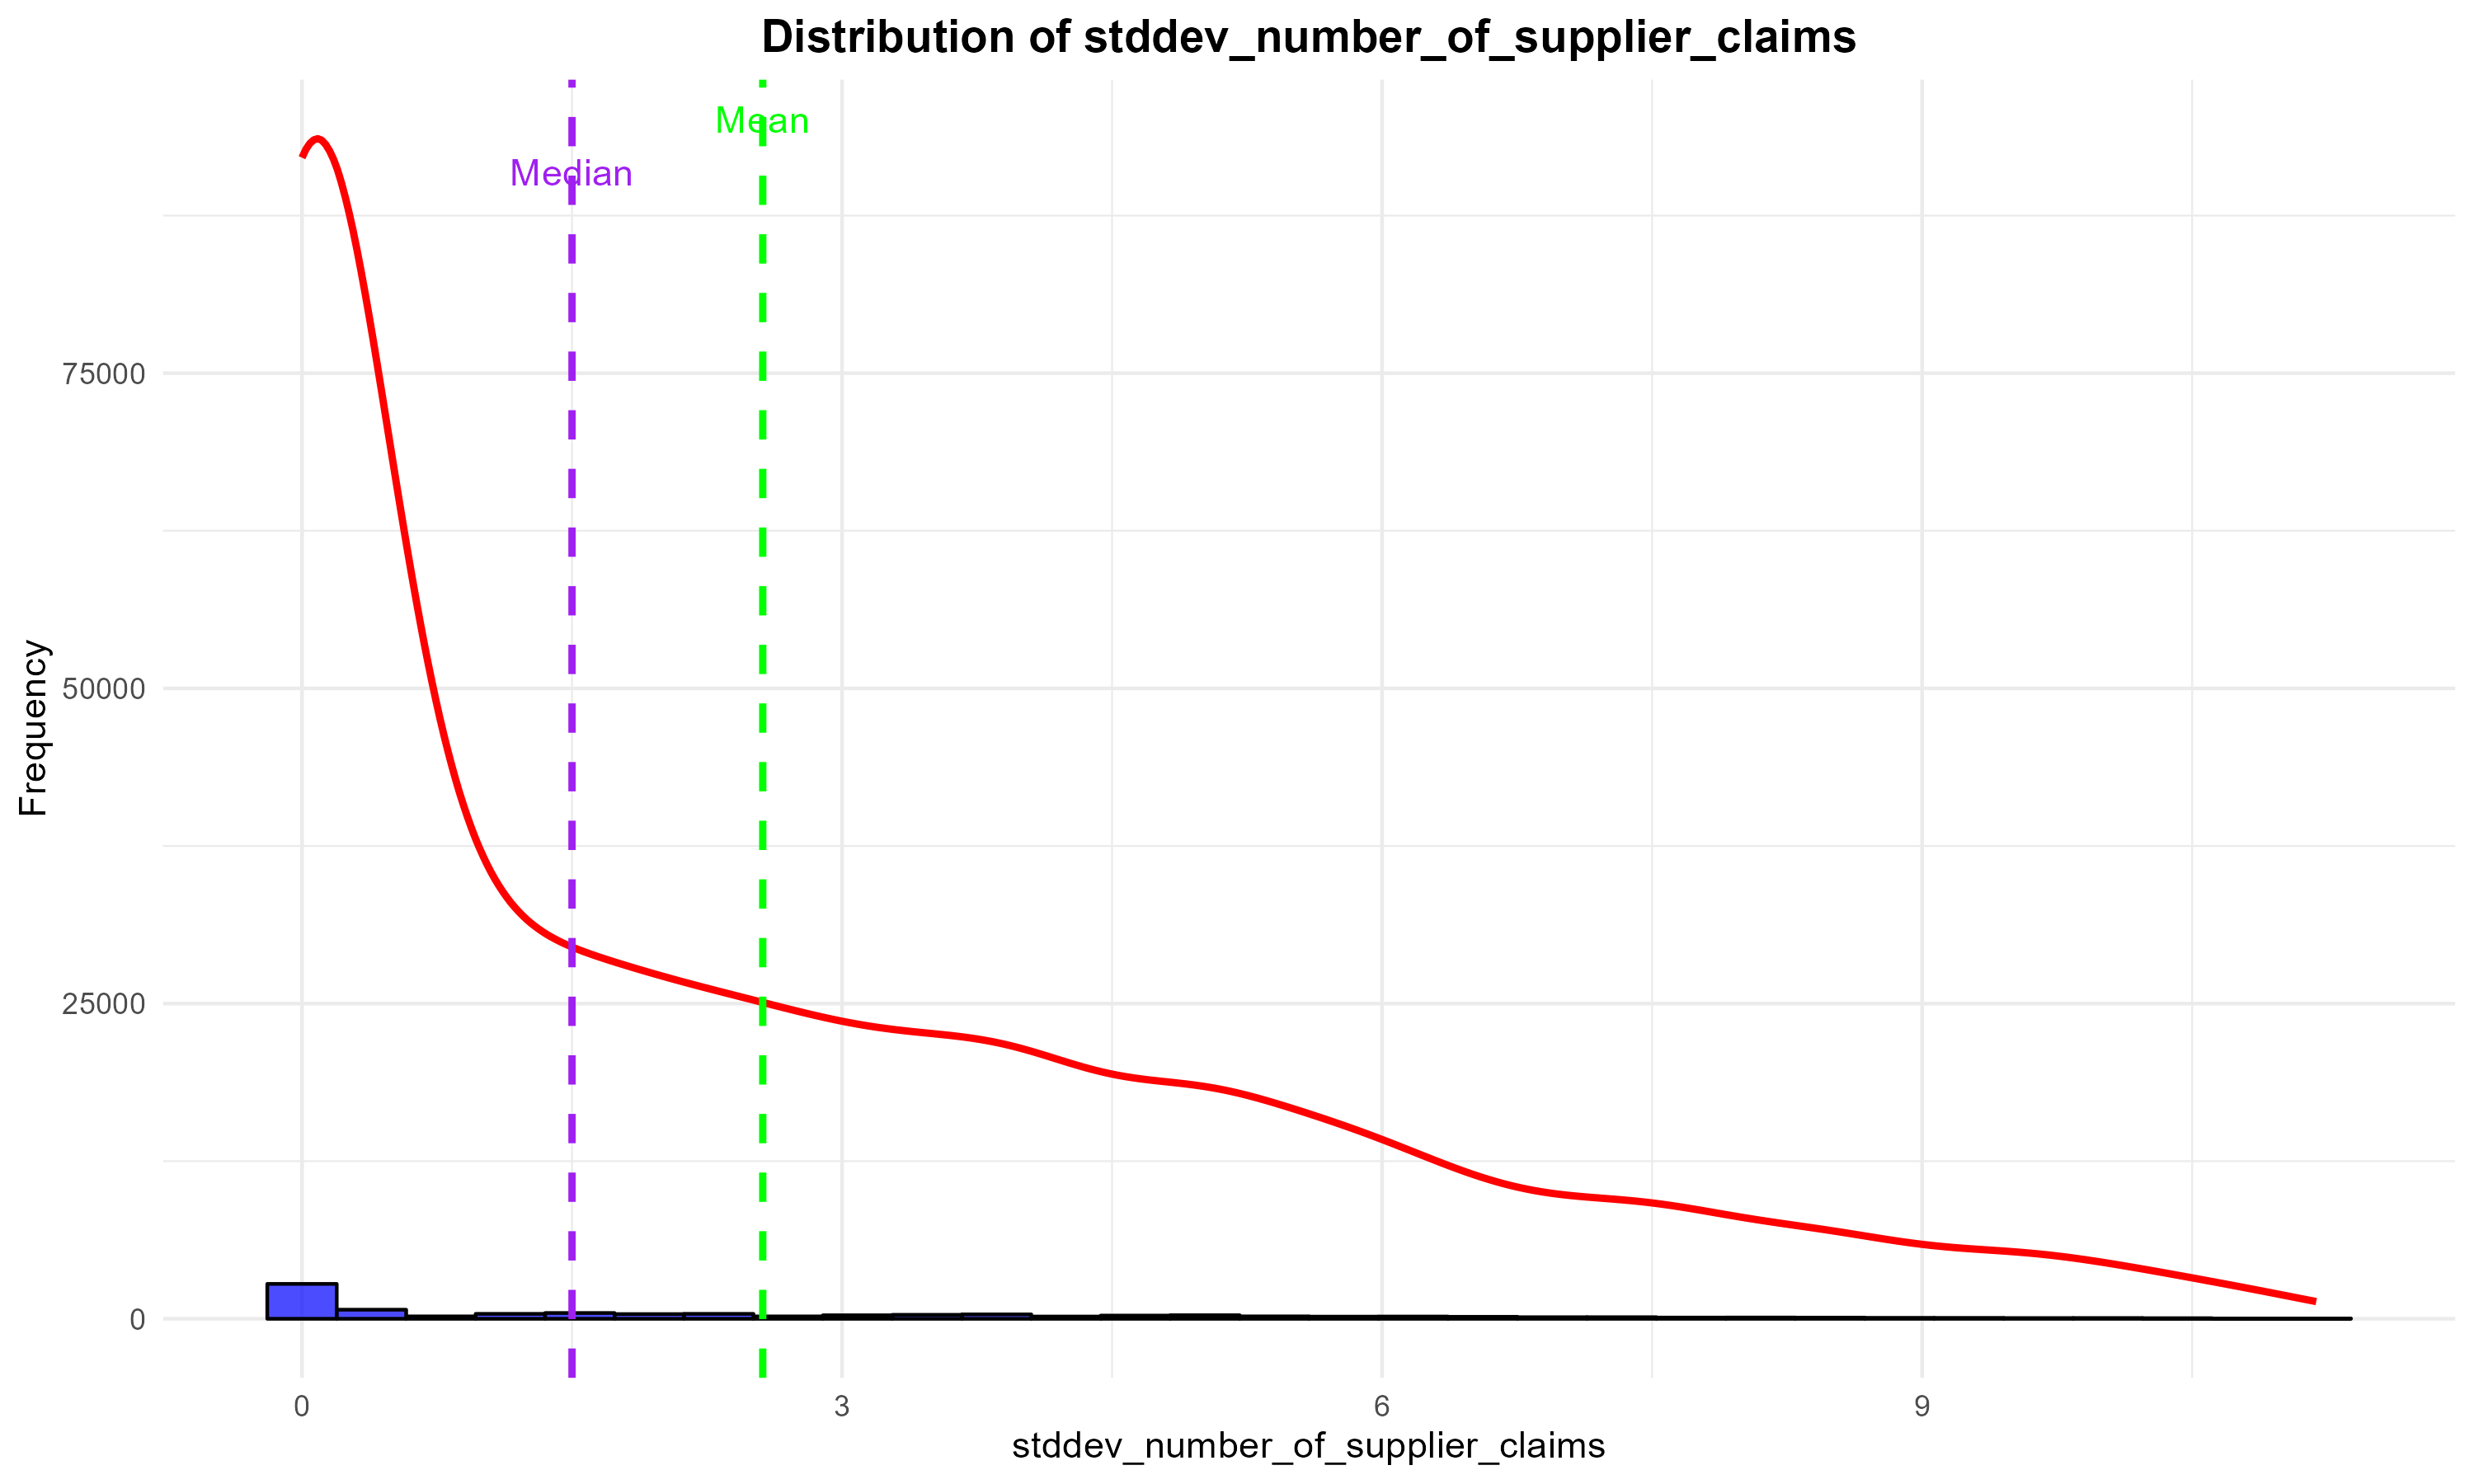 Distribution of stddev_number_of_supplier_claims
Mean
Median
75000
50000
25000
0
Frequency
0 3 6 9
stddev_number_of_supplier_claims